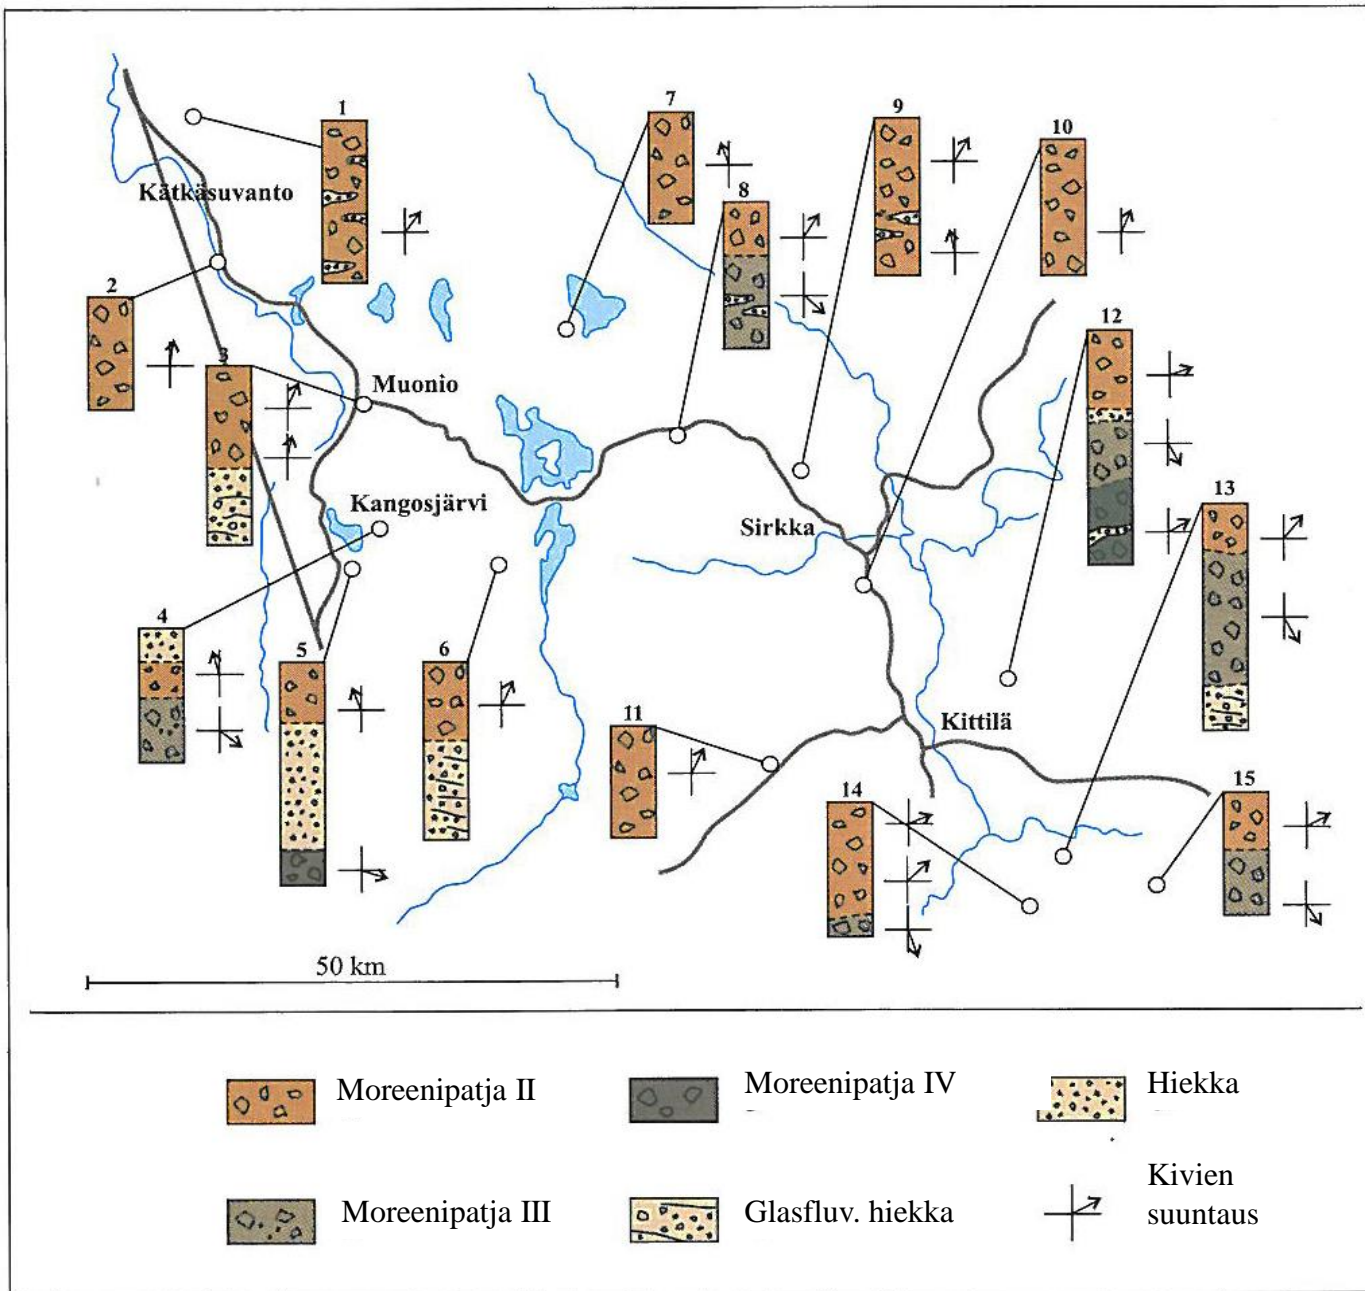 1
7
9
10
8
Kätkäsuvanto
2
12
3
Muonio
13
Kangosjärvi
Sirkka
4
5
6
11
Kittilä
14
15
50 km
Moreenipatja II
Moreenipatja IV
Hiekka
Moreenipatja III
Glasfluv. hiekka
Kivien
suuntaus